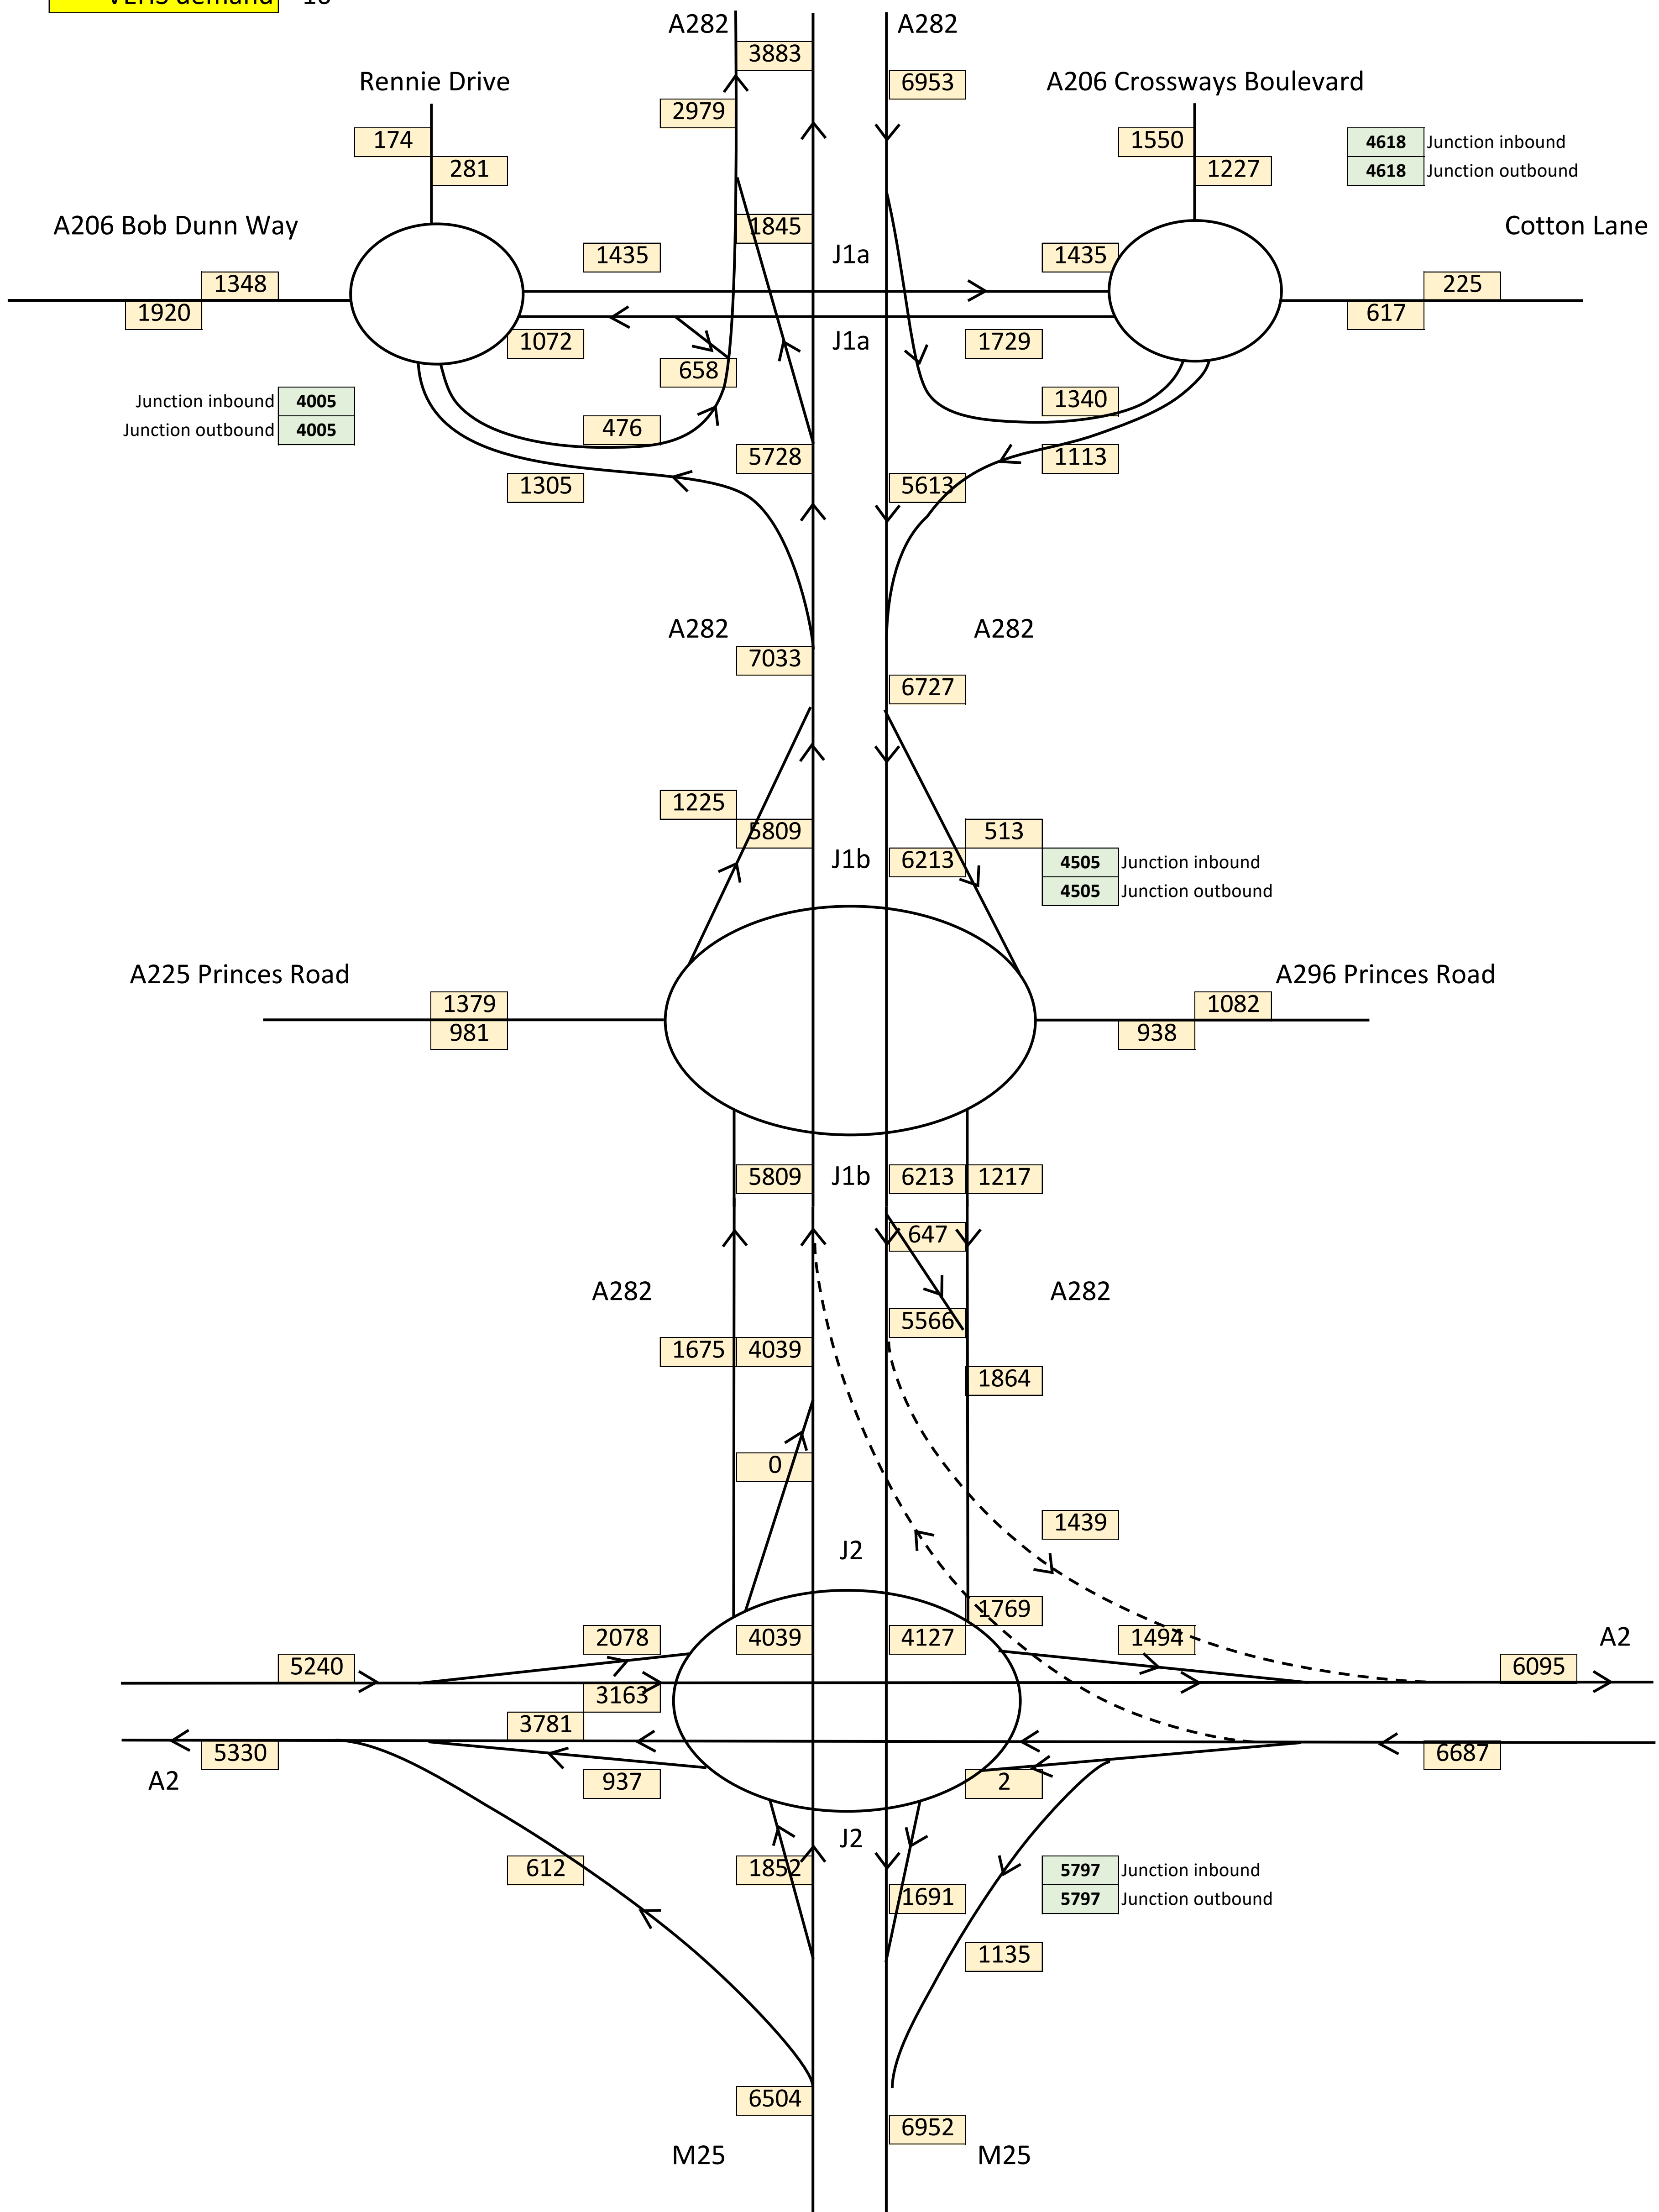 A282 A282
3883
6953
Rennie Drive A206 Crossways Boulevard
2979
174 1550 4618 Junction inbound
281 1227 4618 Junction outbound
A206 Bob Dunn Way 1845 Cotton Lane
1435 J1a 1435
1348 225
1920 617
1072 J1a 1729
658
Junction inbound 4005 1340
Junction outbound 4005 476
5728 1113
1305 5613
A282 A282
7033
6727
1225
5809 513
J1b 6213 4505 Junction inbound
4505 Junction outbound
A225 Princes Road A296 Princes Road
1379 1082
981 938
5809 J1b 6213 1217
647
A282 A282
5566
1675 4039
1864
0
1439
J2
1769
2078 4039 4127 1494 A2
5240 6095
3163
3781
5330 6687
A2 937 2
J2
612 1852 5797 Junction inbound
1691 5797 Junction outbound
1135
6504
6952
M25 M25